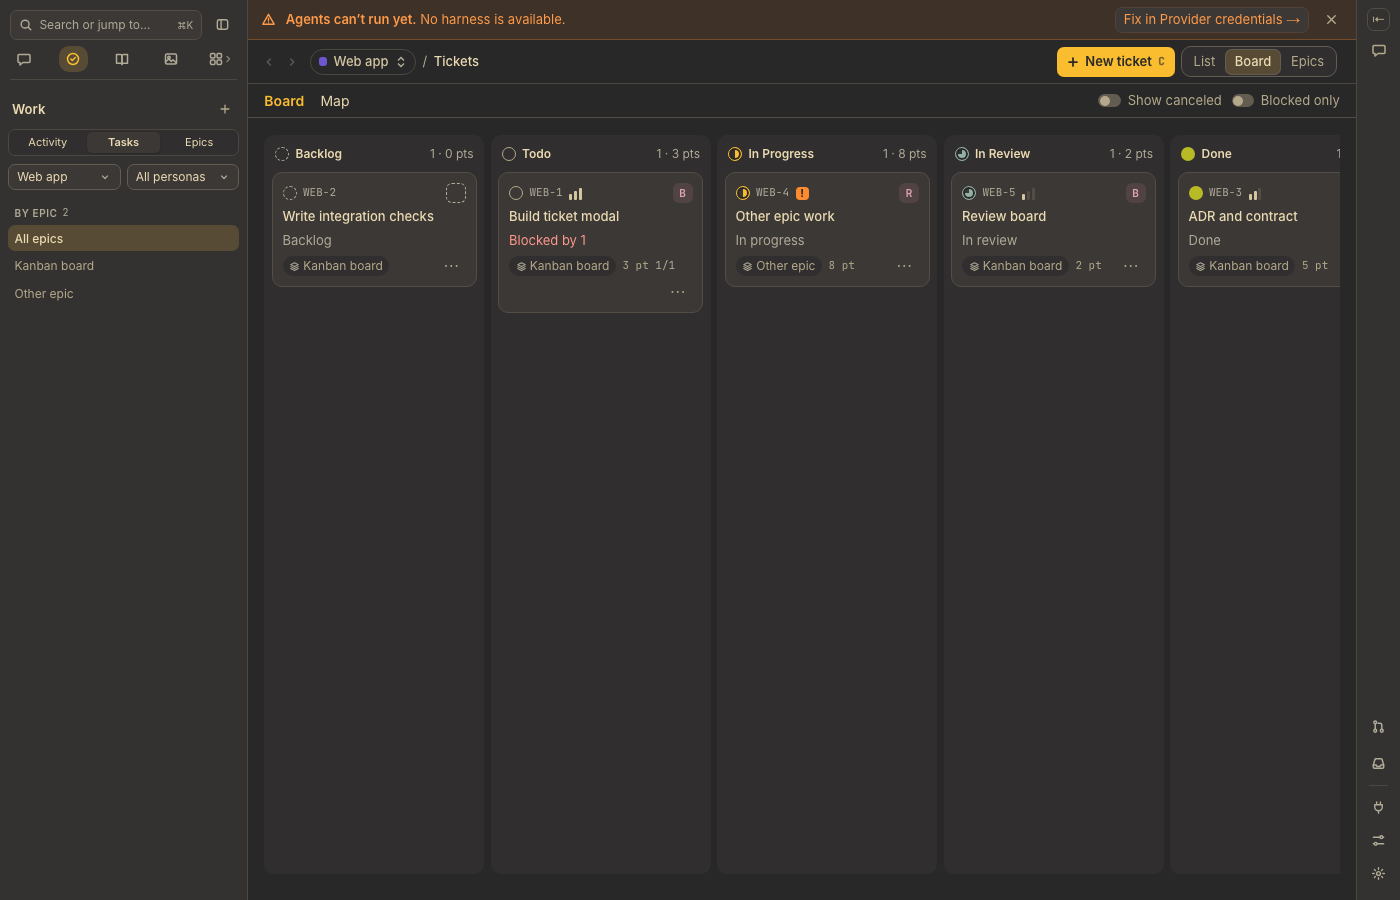 Search or jump to... ⌘K
Agents can't run yet. No harness is available.
Fix in Provider credentials →
Web app / Tickets
+ New ticket C
List Board Epics
Board Map
Show canceled Blocked only
Work
Activity Tasks Epics
Web app All personas
BY EPIC 2
All epics
Kanban board
Other epic
Backlog 1 · 0 pts
WEB-2
Write integration checks
Backlog
Kanban board
Todo 1 · 3 pts
WEB-1 B
Build ticket modal
Blocked by 1
Kanban board 3 pt 1/1
In Progress 1 · 8 pts
WEB-4 ! R
Other epic work
In progress
Other epic 8 pt
In Review 1 · 2 pts
WEB-5 B
Review board
In review
Kanban board 2 pt
Done 1
WEB-3
ADR and contract
Done
Kanban board 5 pt